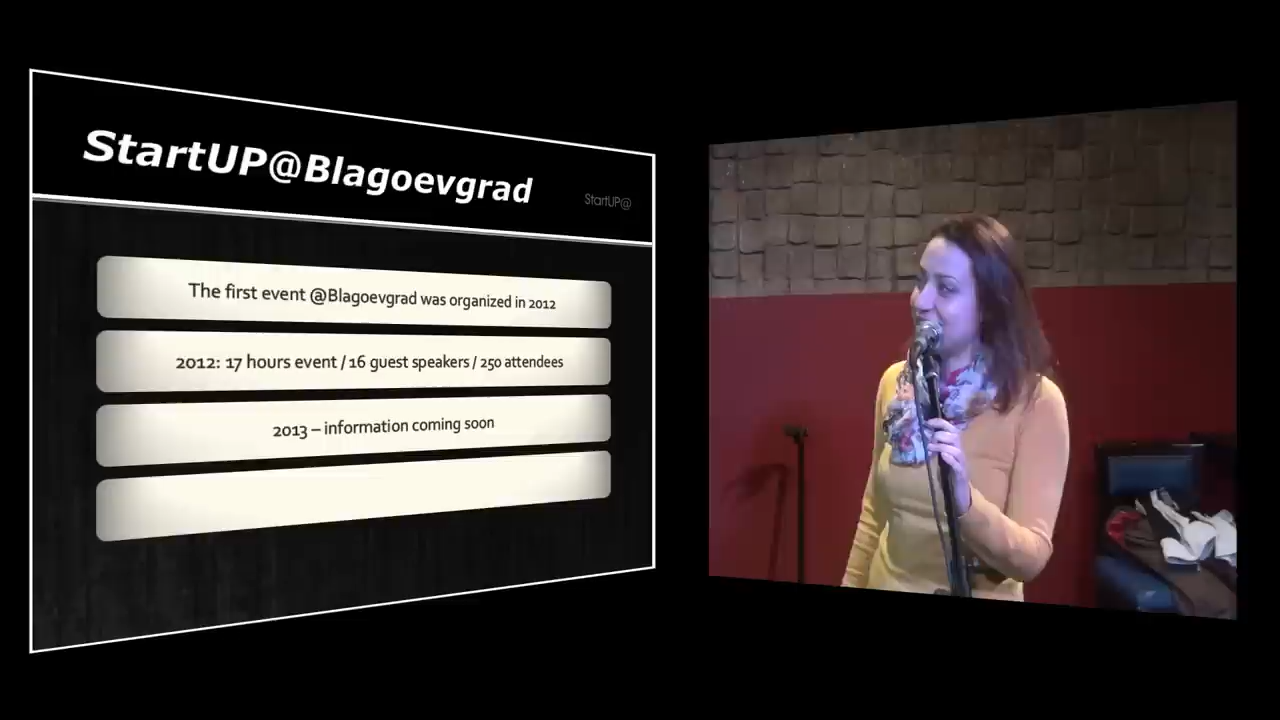 StartUP@Blagoevgrad
StartUP@
The first event @Blagoevgrad was organized in 2012
2012: 17 hours event / 16 guest speakers / 250 attendees
2013 – information coming soon